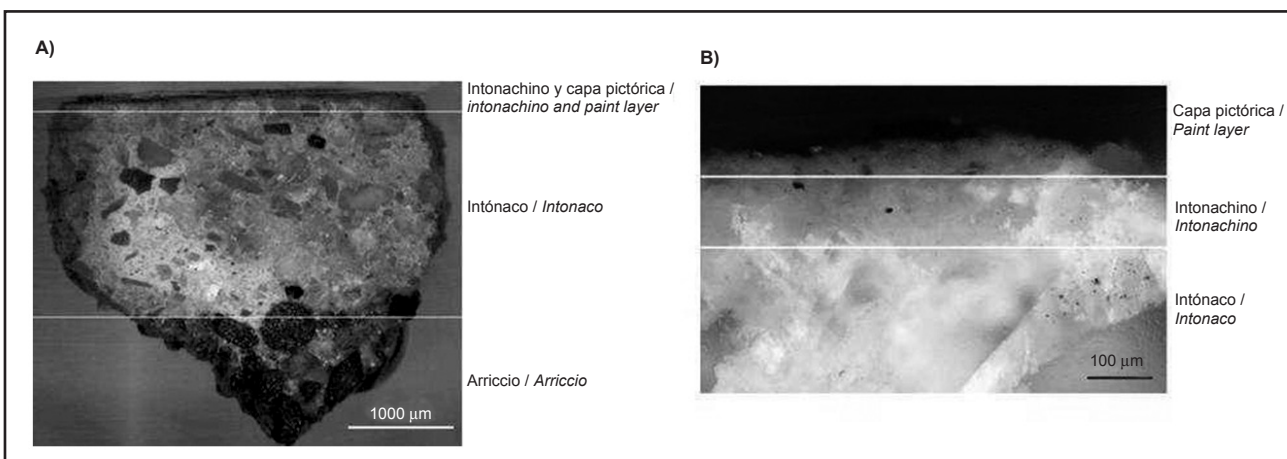 A)
Intonachino y capa pictórica /
intonachino and paint layer
Intónaco / Intonaco
Arriccio / Arriccio
1000 μm
B)
Capa pictórica /
Paint layer
Intonachino /
Intonachino
Intónaco /
Intonaco
100 μm